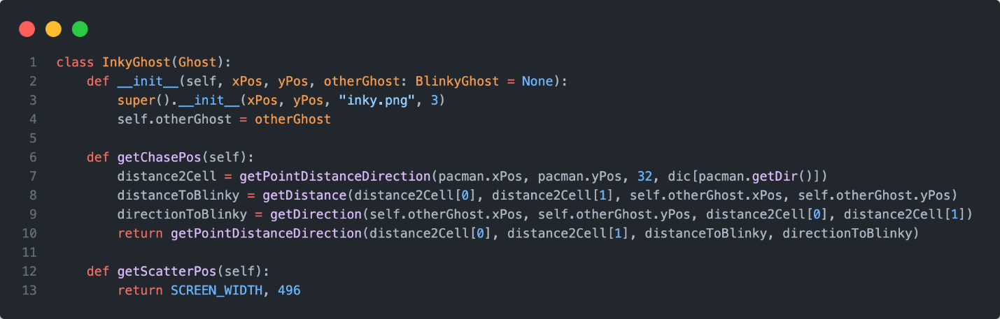 1 class InkyGhost(Ghost):
2     def __init__(self, xPos, yPos, otherGhost: BlinkyGhost = None):
3         super().__init__(xPos, yPos, "inky.png", 3)
4         self.otherGhost = otherGhost
5
6     def getChasePos(self):
7         distance2Cell = getPointDistanceDirection(pacman.xPos, pacman.yPos, 32, dic[pacman.getDir()])
8         distanceToBlinky = getDistance(distance2Cell[0], distance2Cell[1], self.otherGhost.xPos, self.otherGhost.yPos)
9         directionToBlinky = getDirection(self.otherGhost.xPos, self.otherGhost.yPos, distance2Cell[0], distance2Cell[1])
10         return getPointDistanceDirection(distance2Cell[0], distance2Cell[1], distanceToBlinky, directionToBlinky)
11
12     def getScatterPos(self):
13         return SCREEN_WIDTH, 496